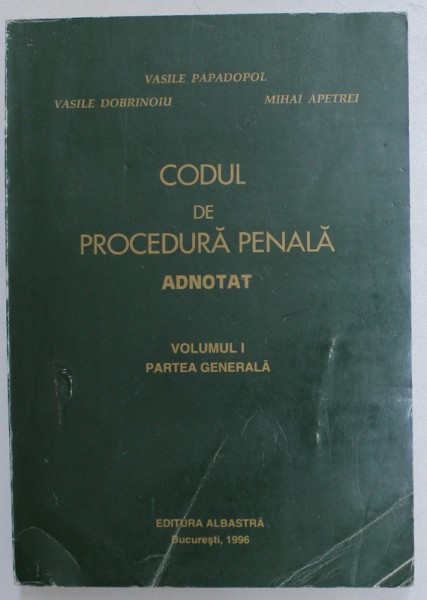 VASILE PAPADOPOL
VASILE DOBRINOIU MIHAI APETREI
CODUL
DE
PROCEDURĂ PENALĂ
ADNOTAT
VOLUMUL I
PARTEA GENERALĂ
EDITURA ALBASTRĂ
Bucureşti, 1996